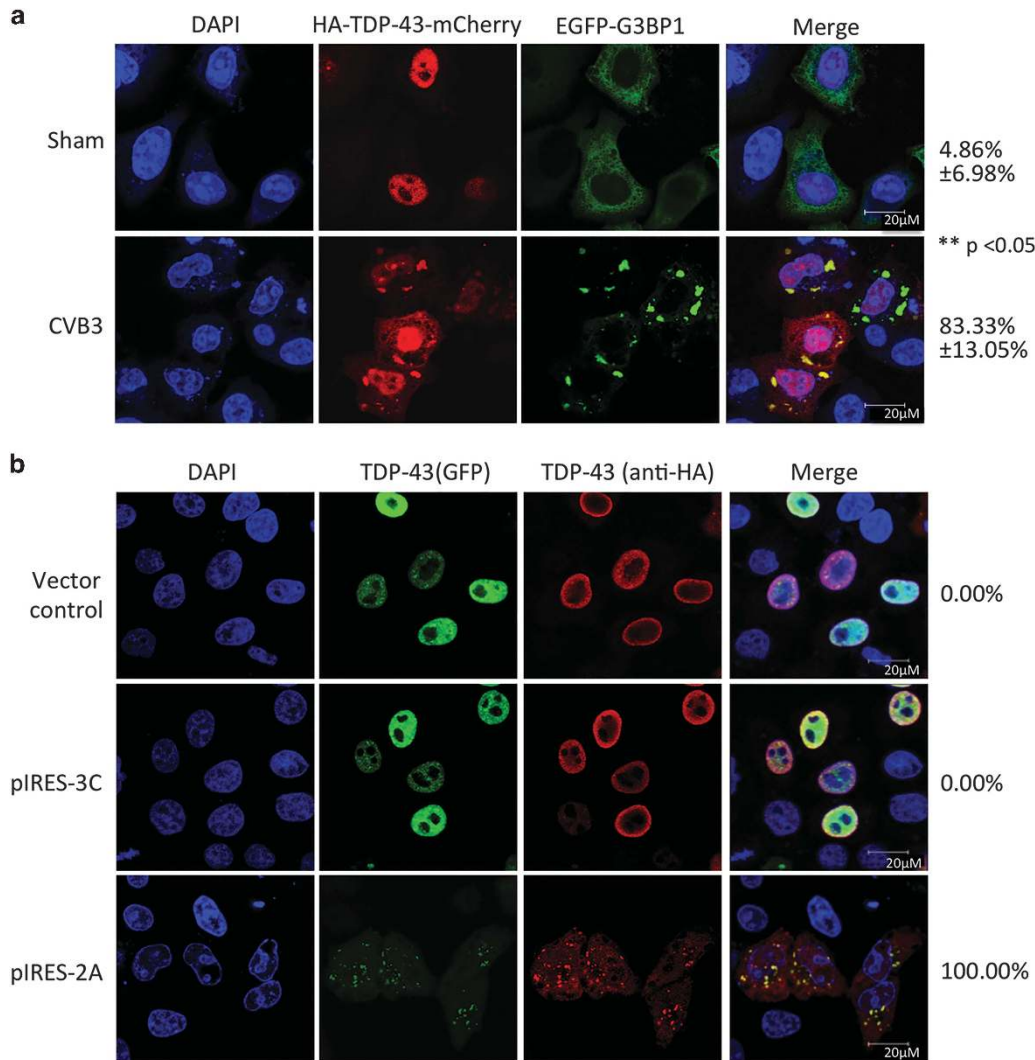 a
DAPI HA-TDP-43-mCherry EGFP-G3BP1 Merge
Sham
4.86%
±6.98%
20µM
** p <0.05
CVB3
83.33%
±13.05%
20µM
b
DAPI TDP-43(GFP) TDP-43 (anti-HA) Merge
Vector
control
0.00%
20µM
pIRES-3C
0.00%
20µM
pIRES-2A
100.00%
20µM